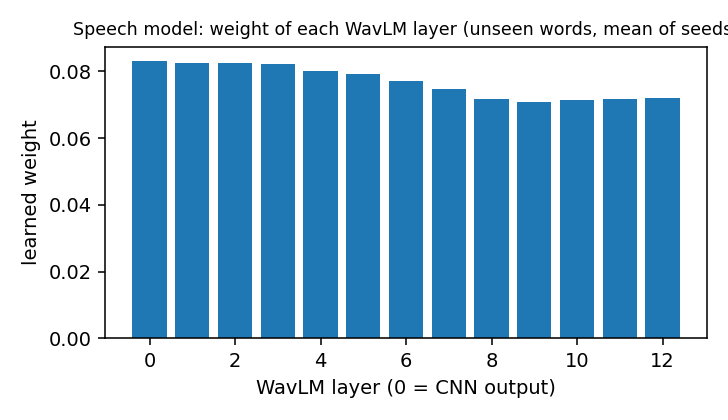 Speech model: weight of each WavLM layer (unseen words, mean of seeds
0.08
0.06
0.04
0.02
0.00
learned weight
0 2 4 6 8 10 12
WavLM layer (0 = CNN output)